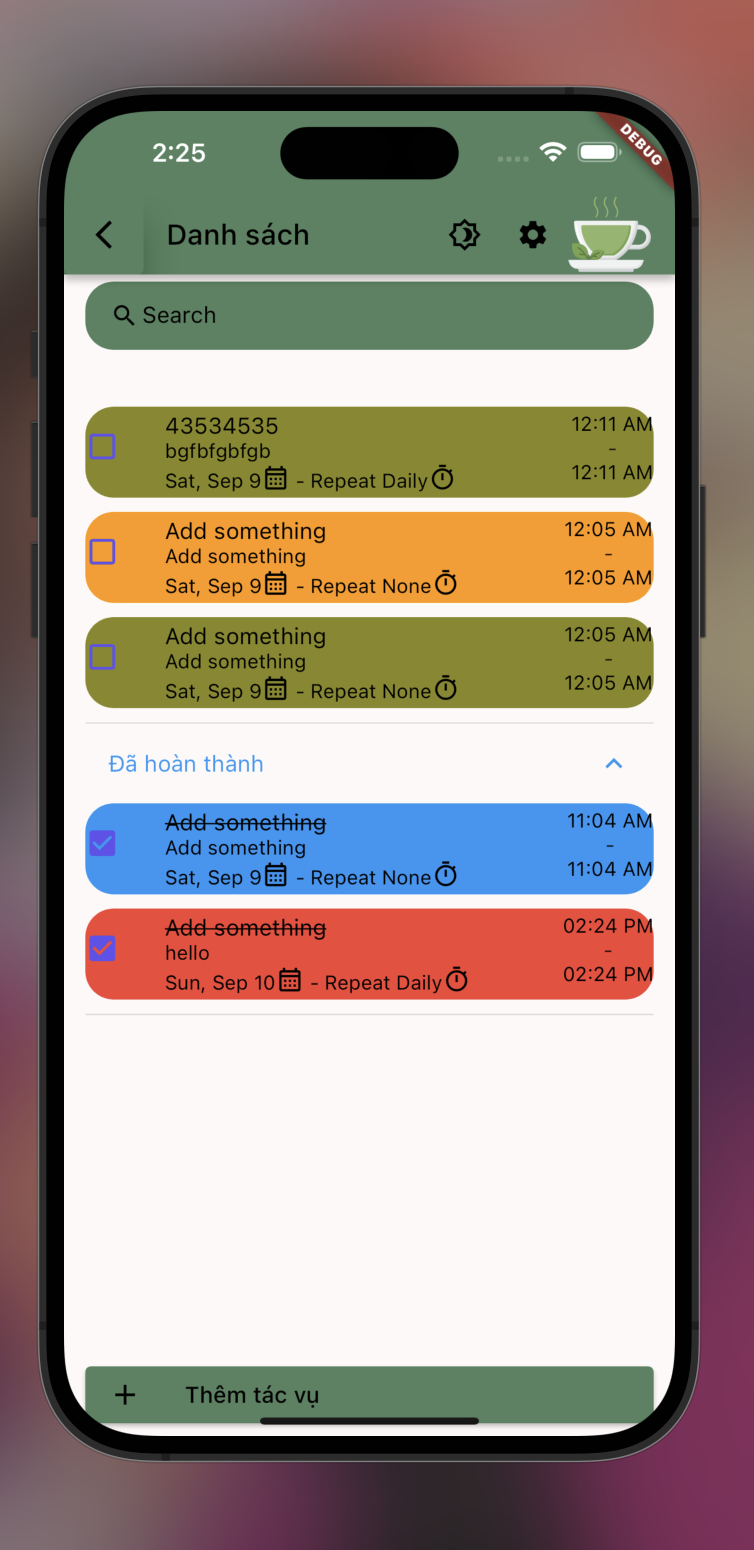 2:25
DEBUG
Danh sách
Search
43534535
12:11 AM
bgfbfgbfgb
-
Sat, Sep 9 - Repeat Daily
12:11 AM
Add something
12:05 AM
Add something
-
Sat, Sep 9 - Repeat None
12:05 AM
Add something
12:05 AM
Add something
-
Sat, Sep 9 - Repeat None
12:05 AM
Đã hoàn thành
Add something
11:04 AM
Add something
-
Sat, Sep 9 - Repeat None
11:04 AM
Add something
02:24 PM
hello
-
Sun, Sep 10 - Repeat Daily
02:24 PM
Thêm tác vụ